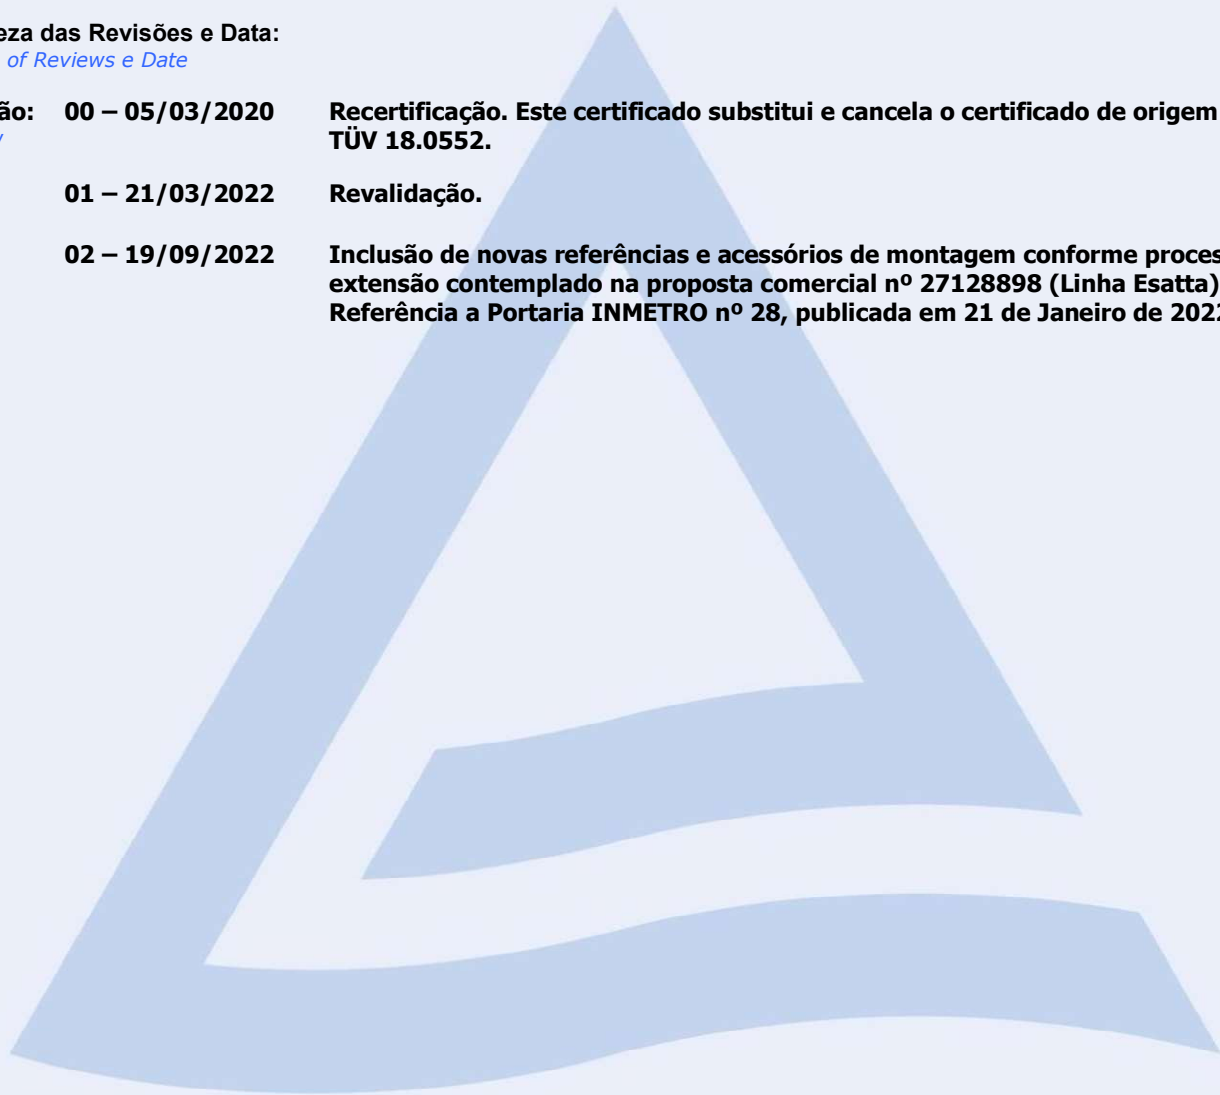 eza das Revisões e Data:
of Reviews e Date
ão: 00 – 05/03/2020 Recertificação. Este certificado substitui e cancela o certificado de origem
TÜV 18.0552.
01 – 21/03/2022 Revalidação.
02 – 19/09/2022 Inclusão de novas referências e acessórios de montagem conforme proces
extensão contemplado na proposta comercial nº 27128898 (Linha Esatta)
Referência a Portaria INMETRO nº 28, publicada em 21 de Janeiro de 202